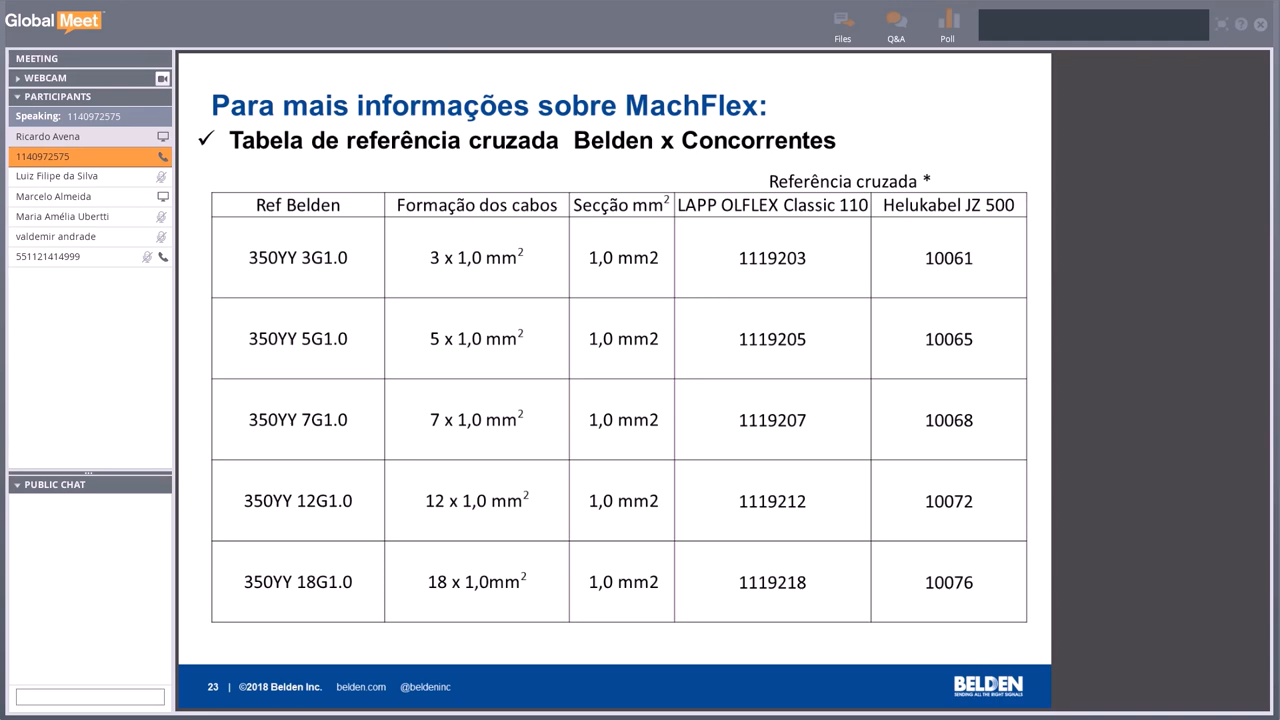 Global Meet
Files
Q&A
Poll
MEETING
WEBCAM
PARTICIPANTS
Speaking: 1140972575
Ricardo Avena
1140972575
Luiz Filipe da Silva
Marcelo Almeida
Maria Amélia Ubertti
valdemir andrade
551121414999
PUBLIC CHAT
Para mais informações sobre MachFlex:
✓ Tabela de referência cruzada Belden x Concorrentes
Referência cruzada *
Ref Belden Formação dos cabos Secção mm² LAPP OLFLEX Classic 110 Helukabel JZ 500
350YY 3G1.0 3 x 1,0 mm² 1,0 mm2 1119203 10061
350YY 5G1.0 5 x 1,0 mm² 1,0 mm2 1119205 10065
350YY 7G1.0 7 x 1,0 mm² 1,0 mm2 1119207 10068
350YY 12G1.0 12 x 1,0 mm² 1,0 mm2 1119212 10072
350YY 18G1.0 18 x 1,0mm² 1,0 mm2 1119218 10076
23 | ©2018 Belden Inc. belden.com @beldeninc
BELDEN
SENDING ALL THE RIGHT SIGNALS